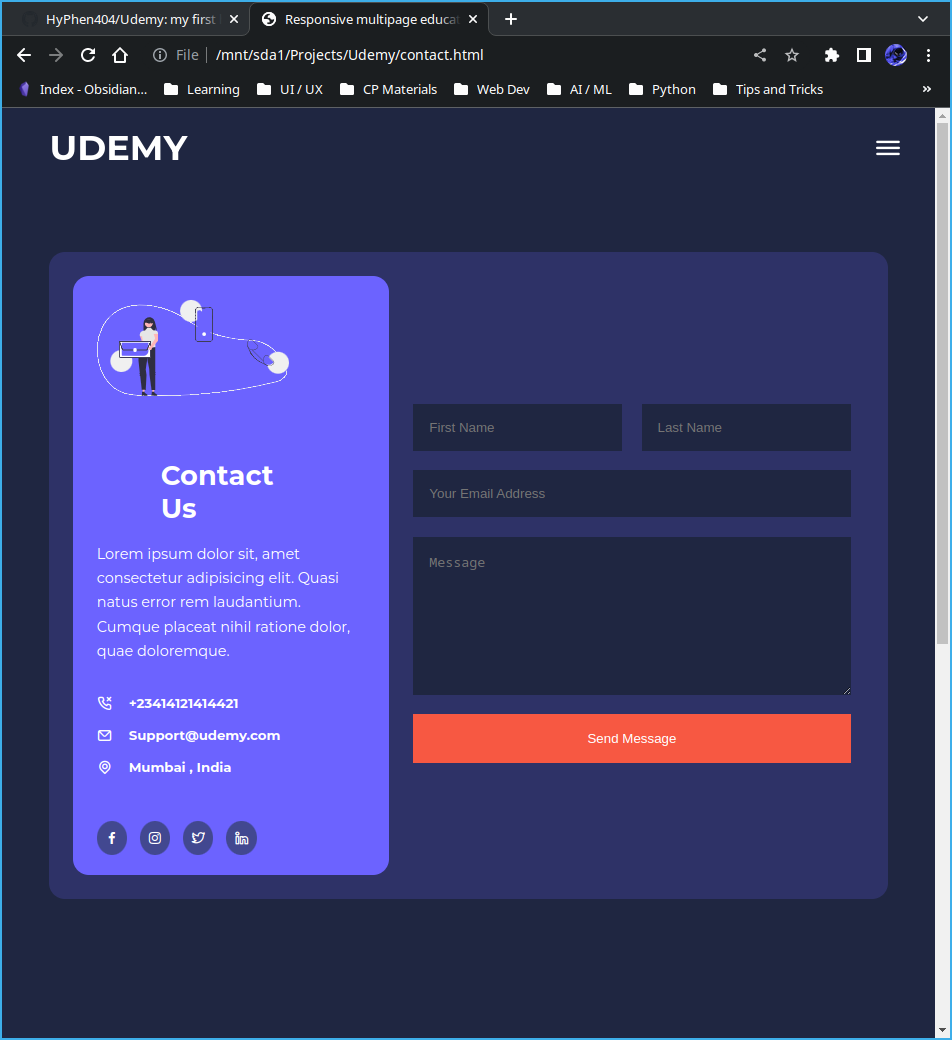 HyPhen404/Udemy: my first
Responsive multipage educat
File
/mnt/sda1/Projects/Udemy/contact.html
Index - Obsidian...
Learning
UI / UX
CP Materials
Web Dev
AI / ML
Python
Tips and Tricks
UDEMY
Contact
Us
Lorem ipsum dolor sit, amet
consectetur adipisicing elit. Quasi
natus error rem laudantium.
Cumque placeat nihil ratione dolor,
quae doloremque.
+23414121414421
Support@udemy.com
Mumbai , India
First Name
Last Name
Your Email Address
Message
Send Message